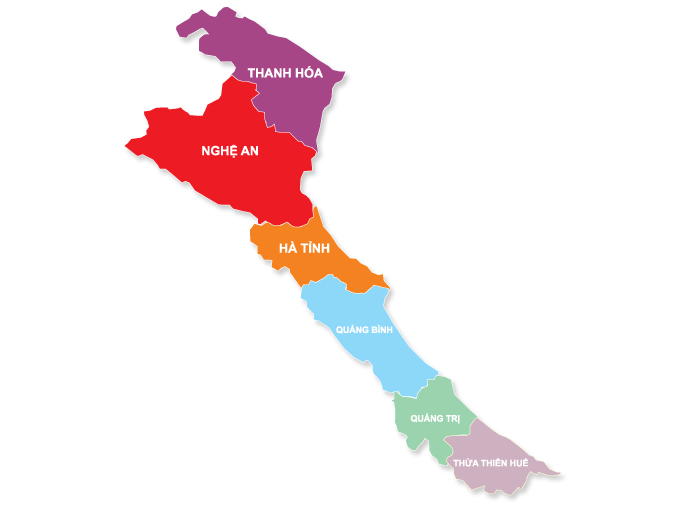 THANH HÓA
NGHỆ AN
HÀ TĨNH
QUẢNG BÌNH
QUẢNG TRỊ
THỪA THIÊN HUẾ